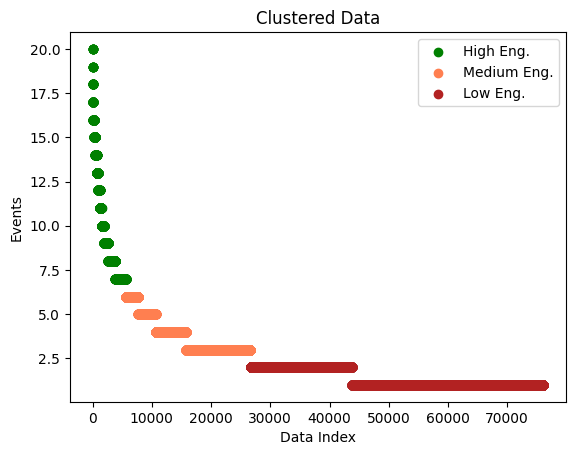 Clustered Data
High Eng.
Medium Eng.
Low Eng.
Events
20.0
17.5
15.0
12.5
10.0
7.5
5.0
2.5
0 10000 20000 30000 40000 50000 60000 70000
Data Index